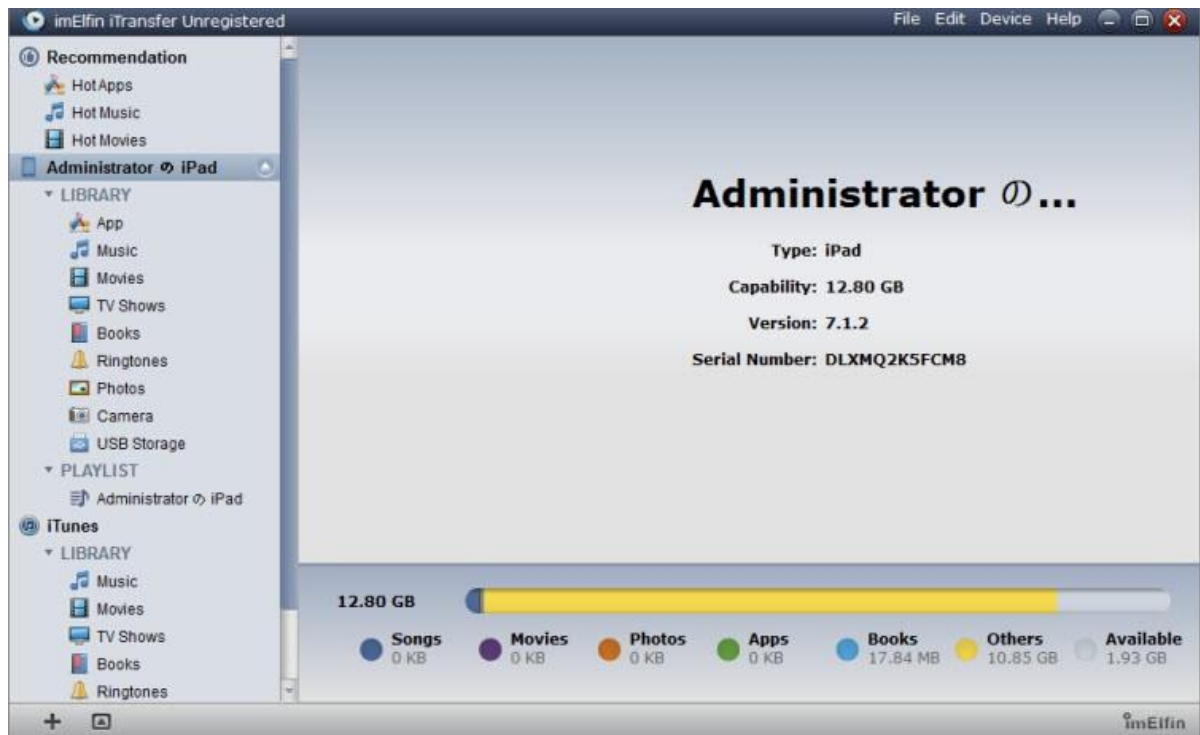 imElfin iTransfer Unregistered
File Edit Device Help
Recommendation
Hot Apps
Hot Music
Hot Movies
Administrator の iPad
LIBRARY
App
Music
Movies
TV Shows
Books
Ringtones
Photos
Camera
USB Storage
PLAYLIST
Administrator の iPad
iTunes
LIBRARY
Music
Movies
TV Shows
Books
Ringtones
Administrator の...
Type: iPad
Capability: 12.80 GB
Version: 7.1.2
Serial Number: DLXMQ2K5FCM8
12.80 GB
Songs Movies Photos Apps Books Others Available
0 KB 0 KB 0 KB 0 KB 17.84 MB 10.85 GB 1.93 GB
imElfin